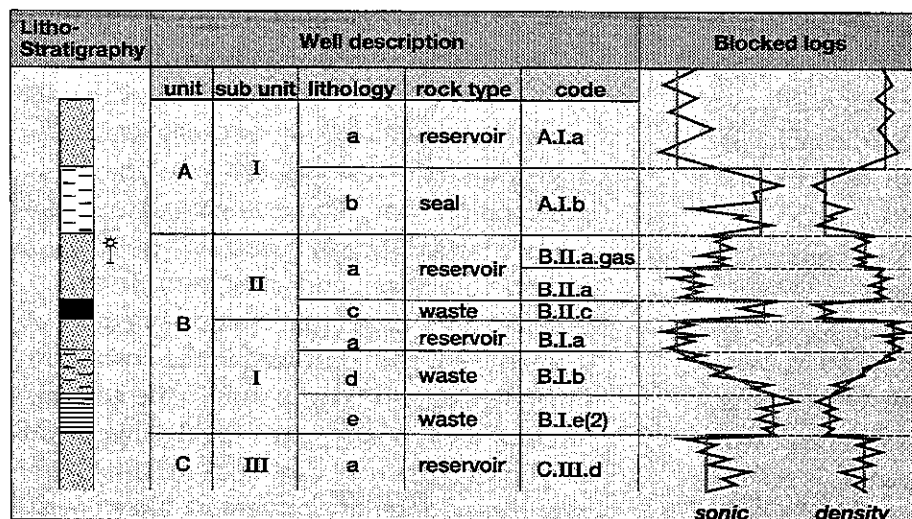 Litho-
Stratigraphy Well description Blocked logs
unit sub unit lithology rock type code
a reservoir A.I.a
A I
b seal A.I.b
B.II.a.gas
a reservoir
II B.II.a
c waste B.II.c
B
a reservoir B.I.a
I d waste B.I.b
e waste B.I.e(2)
C III a reservoir C.III.d
sonic density